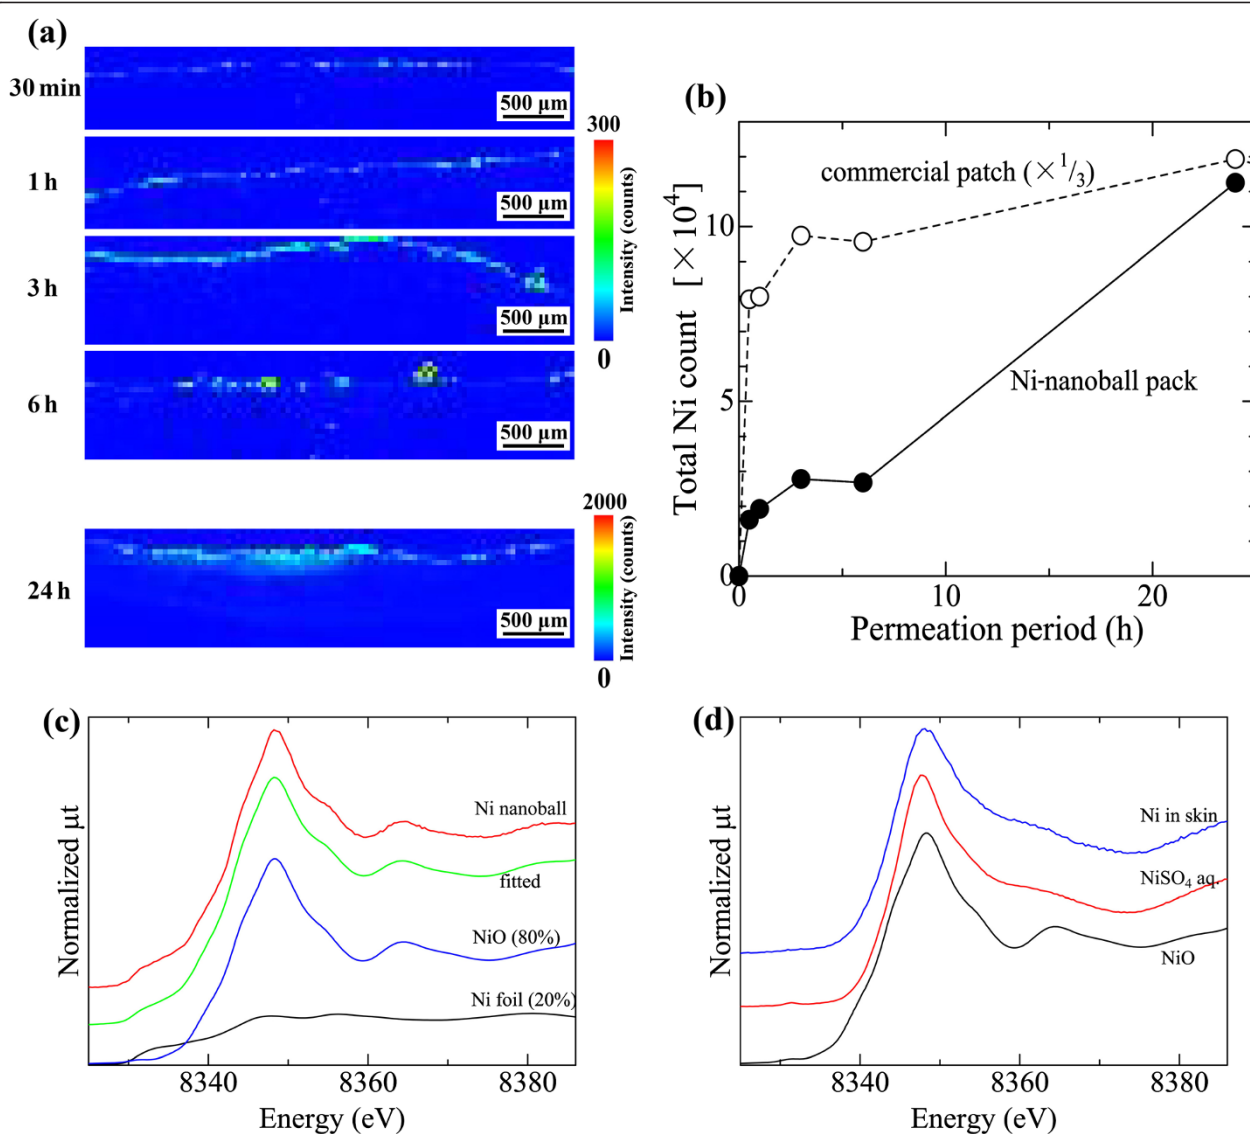 (a)
30 min
500 µm
1 h
500 µm
3 h
500 µm
6 h
500 µm
24 h
500 µm
300
Intensity (counts)
0
2000
Intensity (counts)
0
(b)
commercial patch (×1/3)
Ni-nanoball pack
Total Ni count [×10⁴]
10
5
0
0 10 20
Permeation period (h)
(c)
Ni nanoball
fitted
NiO (80%)
Ni foil (20%)
Normalized µt
8340 8360 8380
Energy (eV)
(d)
Ni in skin
NiSO₄ aq.
NiO
Normalized µt
8340 8360 8380
Energy (eV)